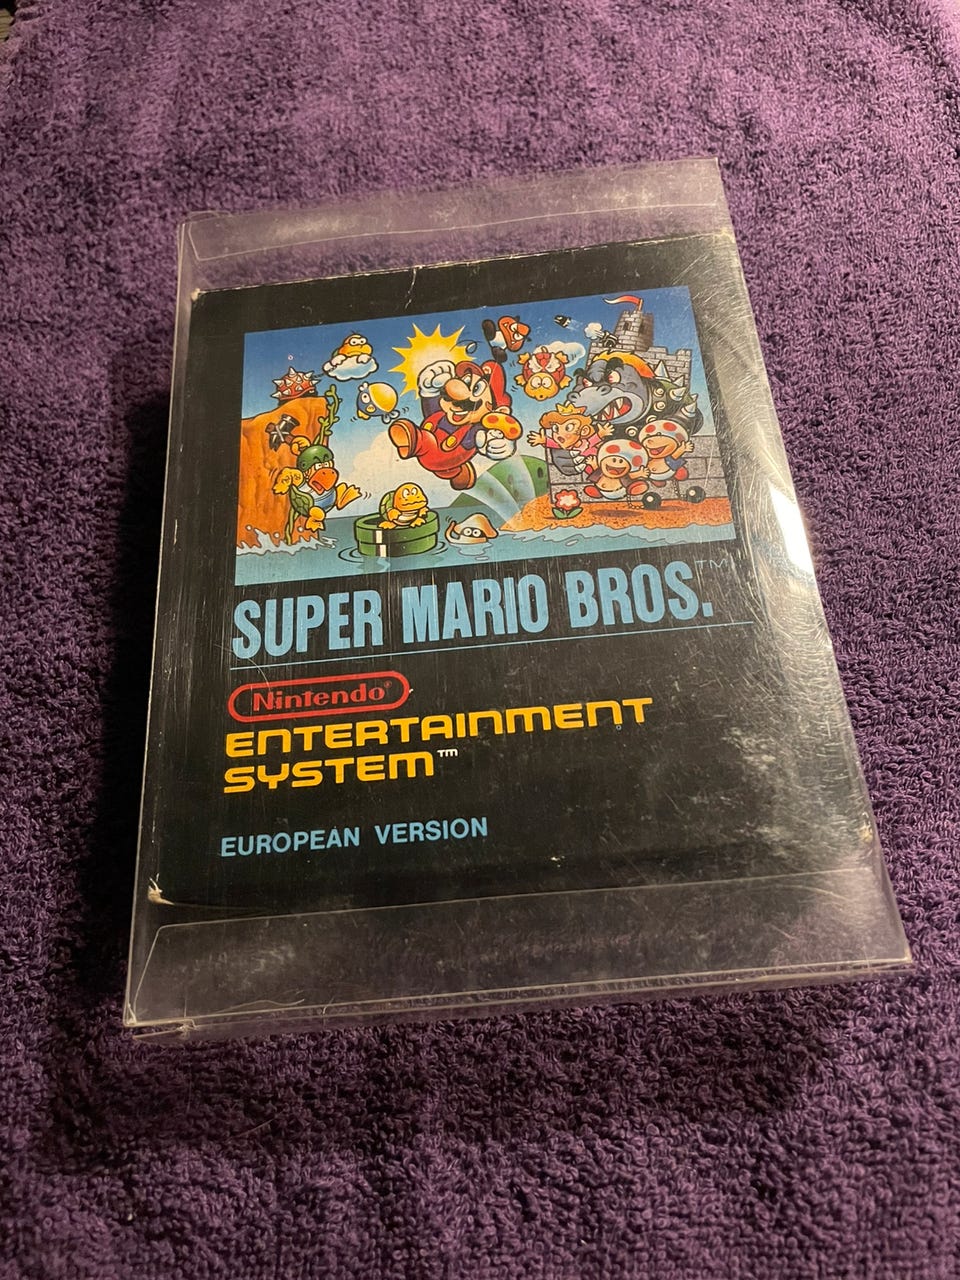 SUPER MARIO BROS.™
Nintendo®
ENTERTAINMENT
SYSTEM™
EUROPEAN VERSION